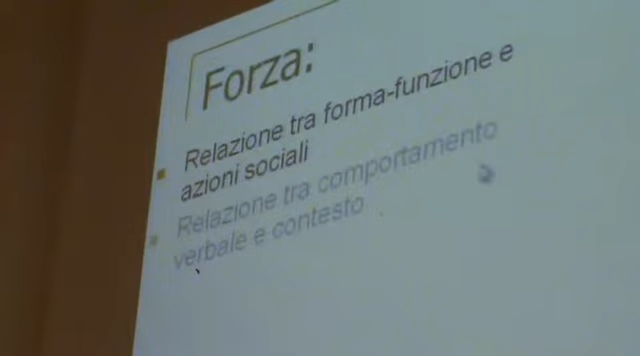 Forza:
Relazione tra forma-funzione e
azioni sociali
Relazione tra comportamento
verbale e contesto